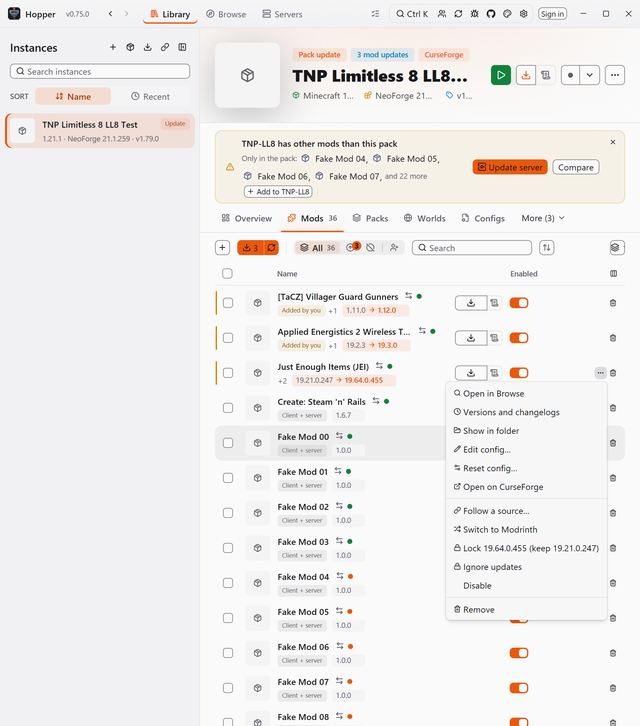 Hopper v0.75.0 Library Browse Servers Ctrl K Sign in
Instances
Search instances
SORT Name Recent
TNP Limitless 8 LL8 Test Update
1.21.1 · NeoForge 21.1.259 · v1.79.0
Pack update 3 mod updates CurseForge
TNP Limitless 8 LL8...
Minecraft 1... NeoForge 21... v1...
TNP-LL8 has other mods than this pack
Only in the pack: Fake Mod 04, Fake Mod 05,
Fake Mod 06, Fake Mod 07, and 22 more
+ Add to TNP-LL8
Update server Compare
Overview Mods 36 Packs Worlds Configs More (3)
3 All 36 3 Search
Name Enabled
[TaCZ] Villager Guard Gunners
Added by you +1 1.11.0 → 1.12.0
Applied Energistics 2 Wireless T...
Added by you +1 19.2.3 → 19.3.0
Just Enough Items (JEI)
+2 19.21.0.247 → 19.64.0.455
Create: Steam 'n' Rails
Client + server 1.6.7
Fake Mod 00
Client + server 1.0.0
Fake Mod 01
Client + server 1.0.0
Fake Mod 02
Client + server 1.0.0
Fake Mod 03
Client + server 1.0.0
Fake Mod 04
Client + server 1.0.0
Fake Mod 05
Client + server 1.0.0
Fake Mod 06
Client + server 1.0.0
Fake Mod 07
Client + server 1.0.0
Fake Mod 08
Open in Browse
Versions and changelogs
Show in folder
Edit config...
Reset config...
Open on CurseForge
Follow a source...
Switch to Modrinth
Lock 19.64.0.455 (keep 19.21.0.247)
Ignore updates
Disable
Remove